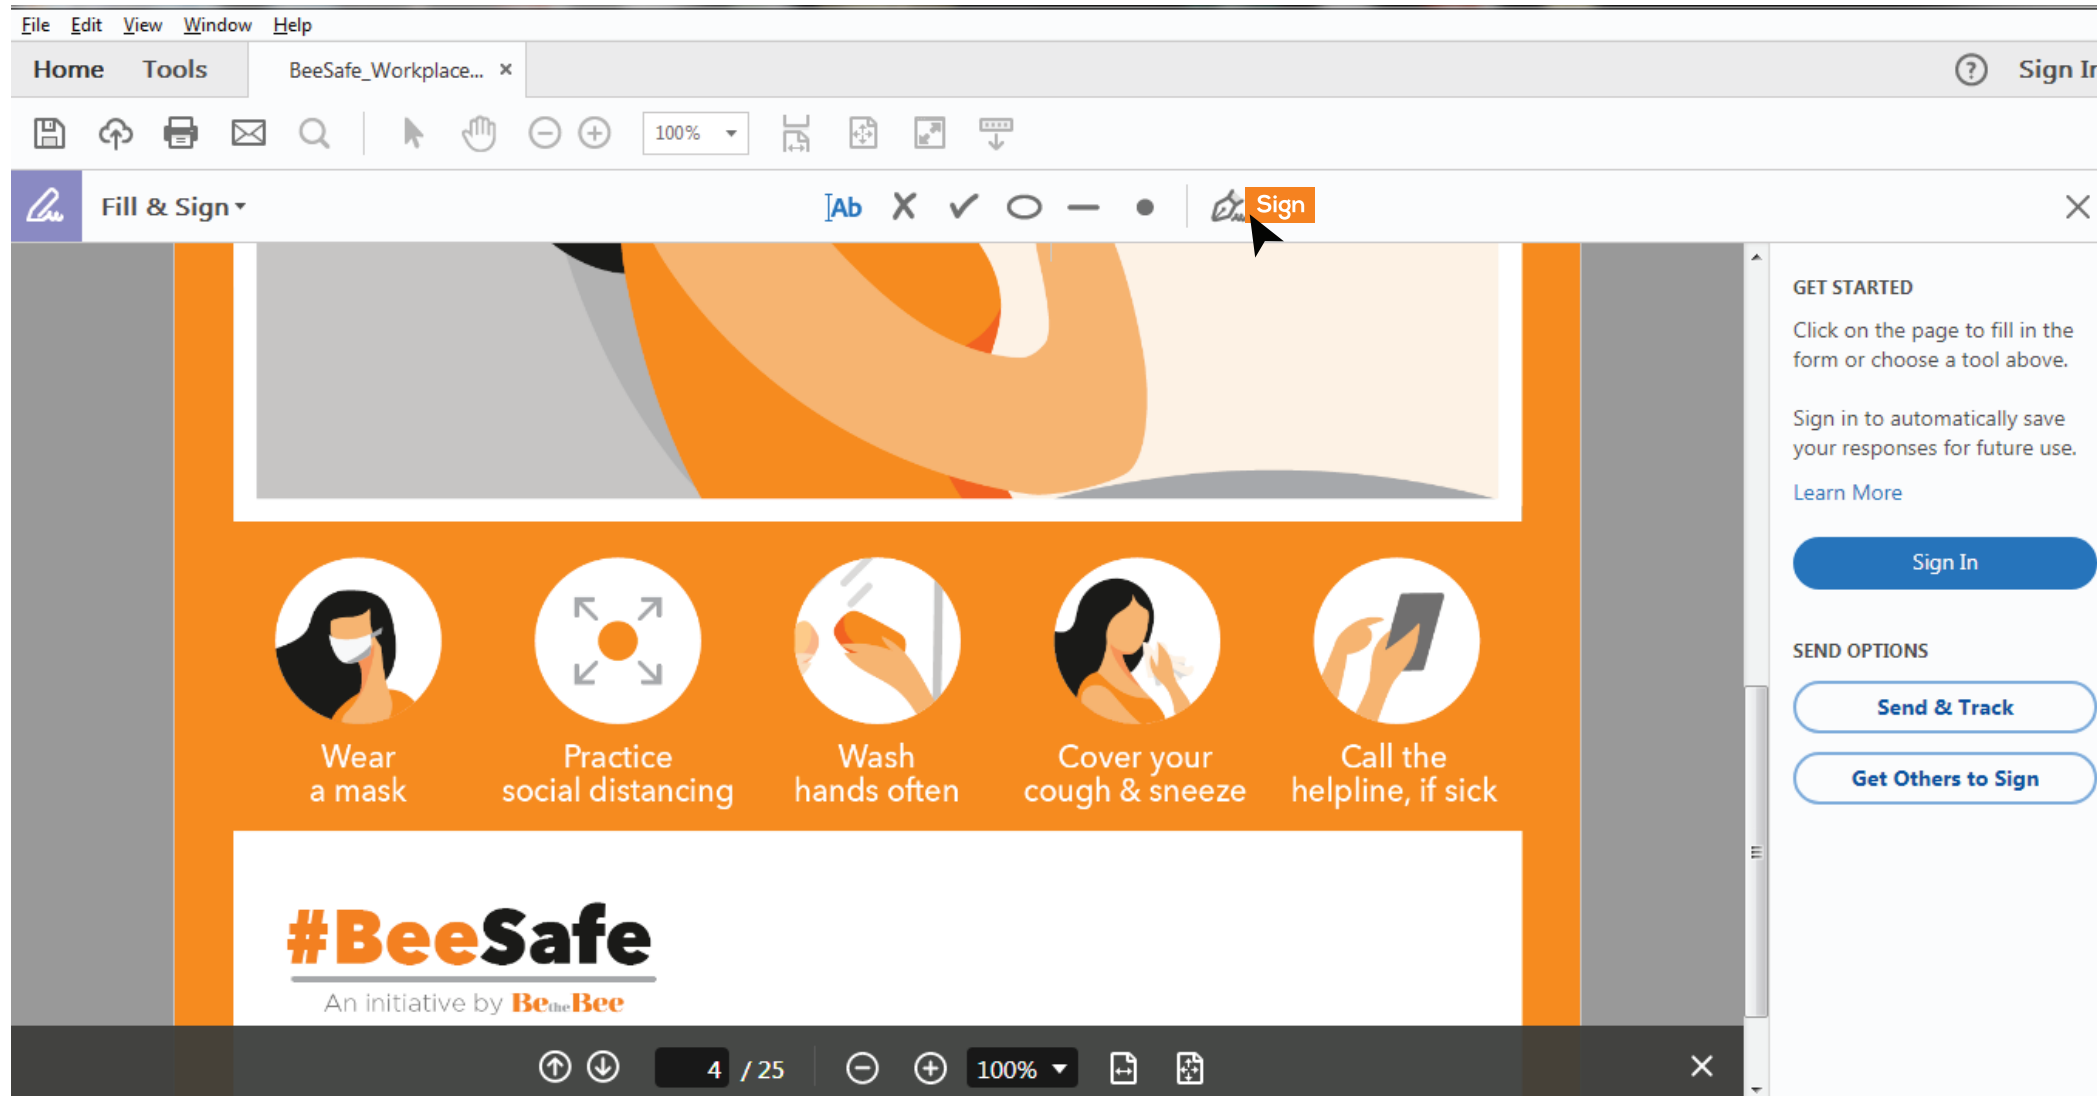 File Edit View Window Help
Home Tools BeeSafe_Workplace... × ? Sign In
100%
Fill & Sign
Ab
Sign
GET STARTED
Click on the page to fill in the
form or choose a tool above.
Sign in to automatically save
your responses for future use.
Learn More
Sign In
SEND OPTIONS
Send & Track
Get Others to Sign
Wear
a mask
Practice
social distancing
Wash
hands often
Cover your
cough & sneeze
Call the
helpline, if sick
#BeeSafe
An initiative by Be the Bee
4 / 25
100%